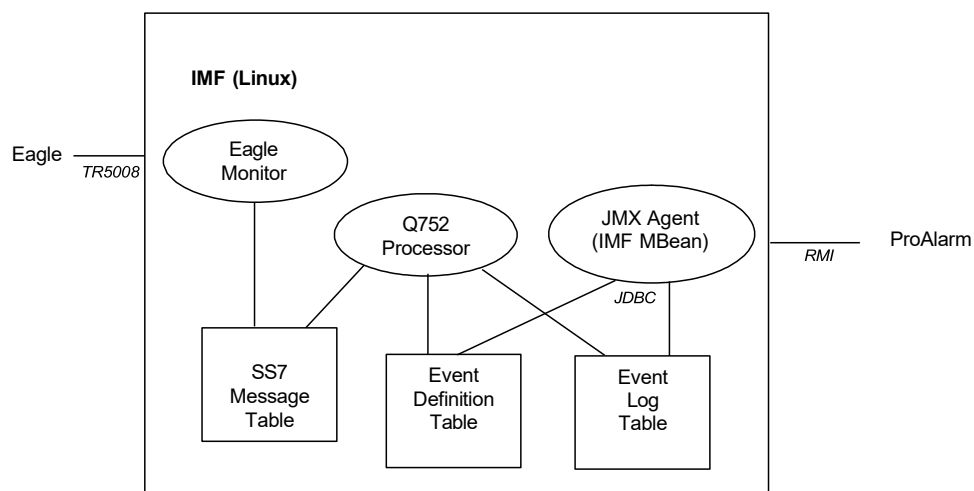 IMF (Linux)
Eagle
TR5008
Eagle
Monitor
Q752
Processor
JMX Agent
(IMF MBean)
RMI
ProAlarm
JDBC
SS7
Message
Table
Event
Definition
Table
Event
Log
Table